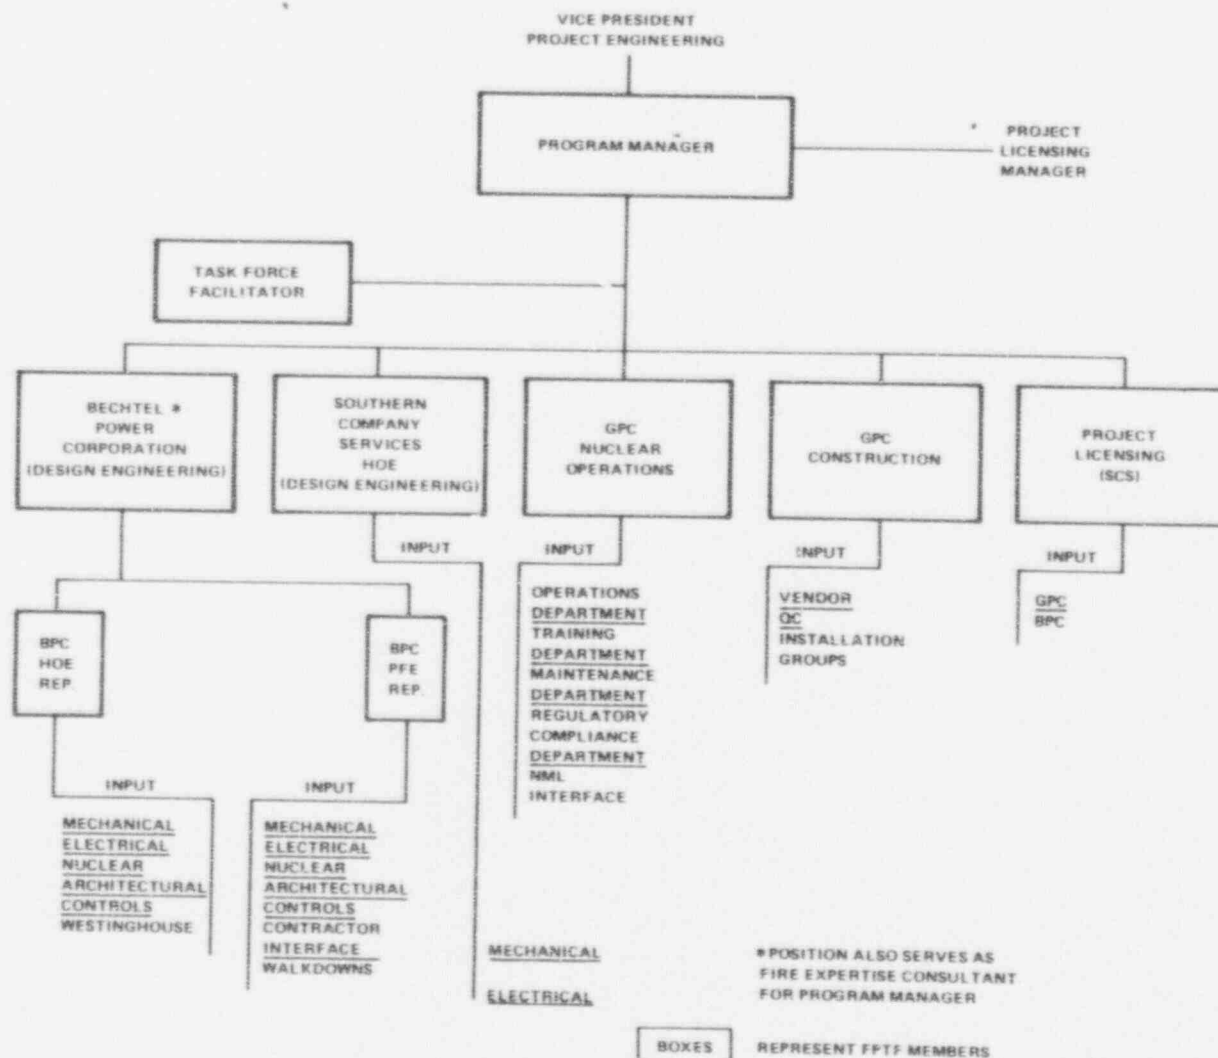 VICE PRESIDENT
PROJECT ENGINEERING
PROGRAM MANAGER
PROJECT
LICENSING
MANAGER
TASK FORCE
FACILITATOR
BECHTEL *
POWER
CORPORATION
(DESIGN ENGINEERING)
SOUTHERN
COMPANY
SERVICES
HOE
(DESIGN ENGINEERING)
GPC
NUCLEAR
OPERATIONS
GPC
CONSTRUCTION
PROJECT
LICENSING
(SCS)
INPUT
INPUT
INPUT
INPUT
OPERATIONS
DEPARTMENT
TRAINING
DEPARTMENT
MAINTENANCE
DEPARTMENT
REGULATORY
COMPLIANCE
DEPARTMENT
NML
INTERFACE
VENDOR
QC
INSTALLATION
GROUPS
GPC
BPC
BPC
HOE
REP.
BPC
PFE
REP.
INPUT
INPUT
MECHANICAL
ELECTRICAL
NUCLEAR
ARCHITECTURAL
CONTROLS
WESTINGHOUSE
MECHANICAL
ELECTRICAL
NUCLEAR
ARCHITECTURAL
CONTROLS
CONTRACTOR
INTERFACE
WALKDOWNS
MECHANICAL
ELECTRICAL
*POSITION ALSO SERVES AS
FIRE EXPERTISE CONSULTANT
FOR PROGRAM MANAGER
BOXES
REPRESENT FPTF MEMBERS